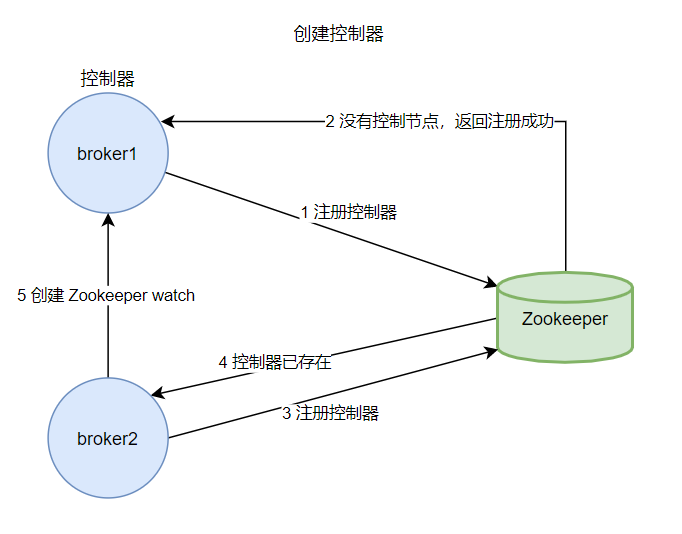 创建控制器
控制器
broker1
2 没有控制节点，返回注册成功
1 注册控制器
5 创建 Zookeeper watch
Zookeeper
4 控制器已存在
3 注册控制器
broker2